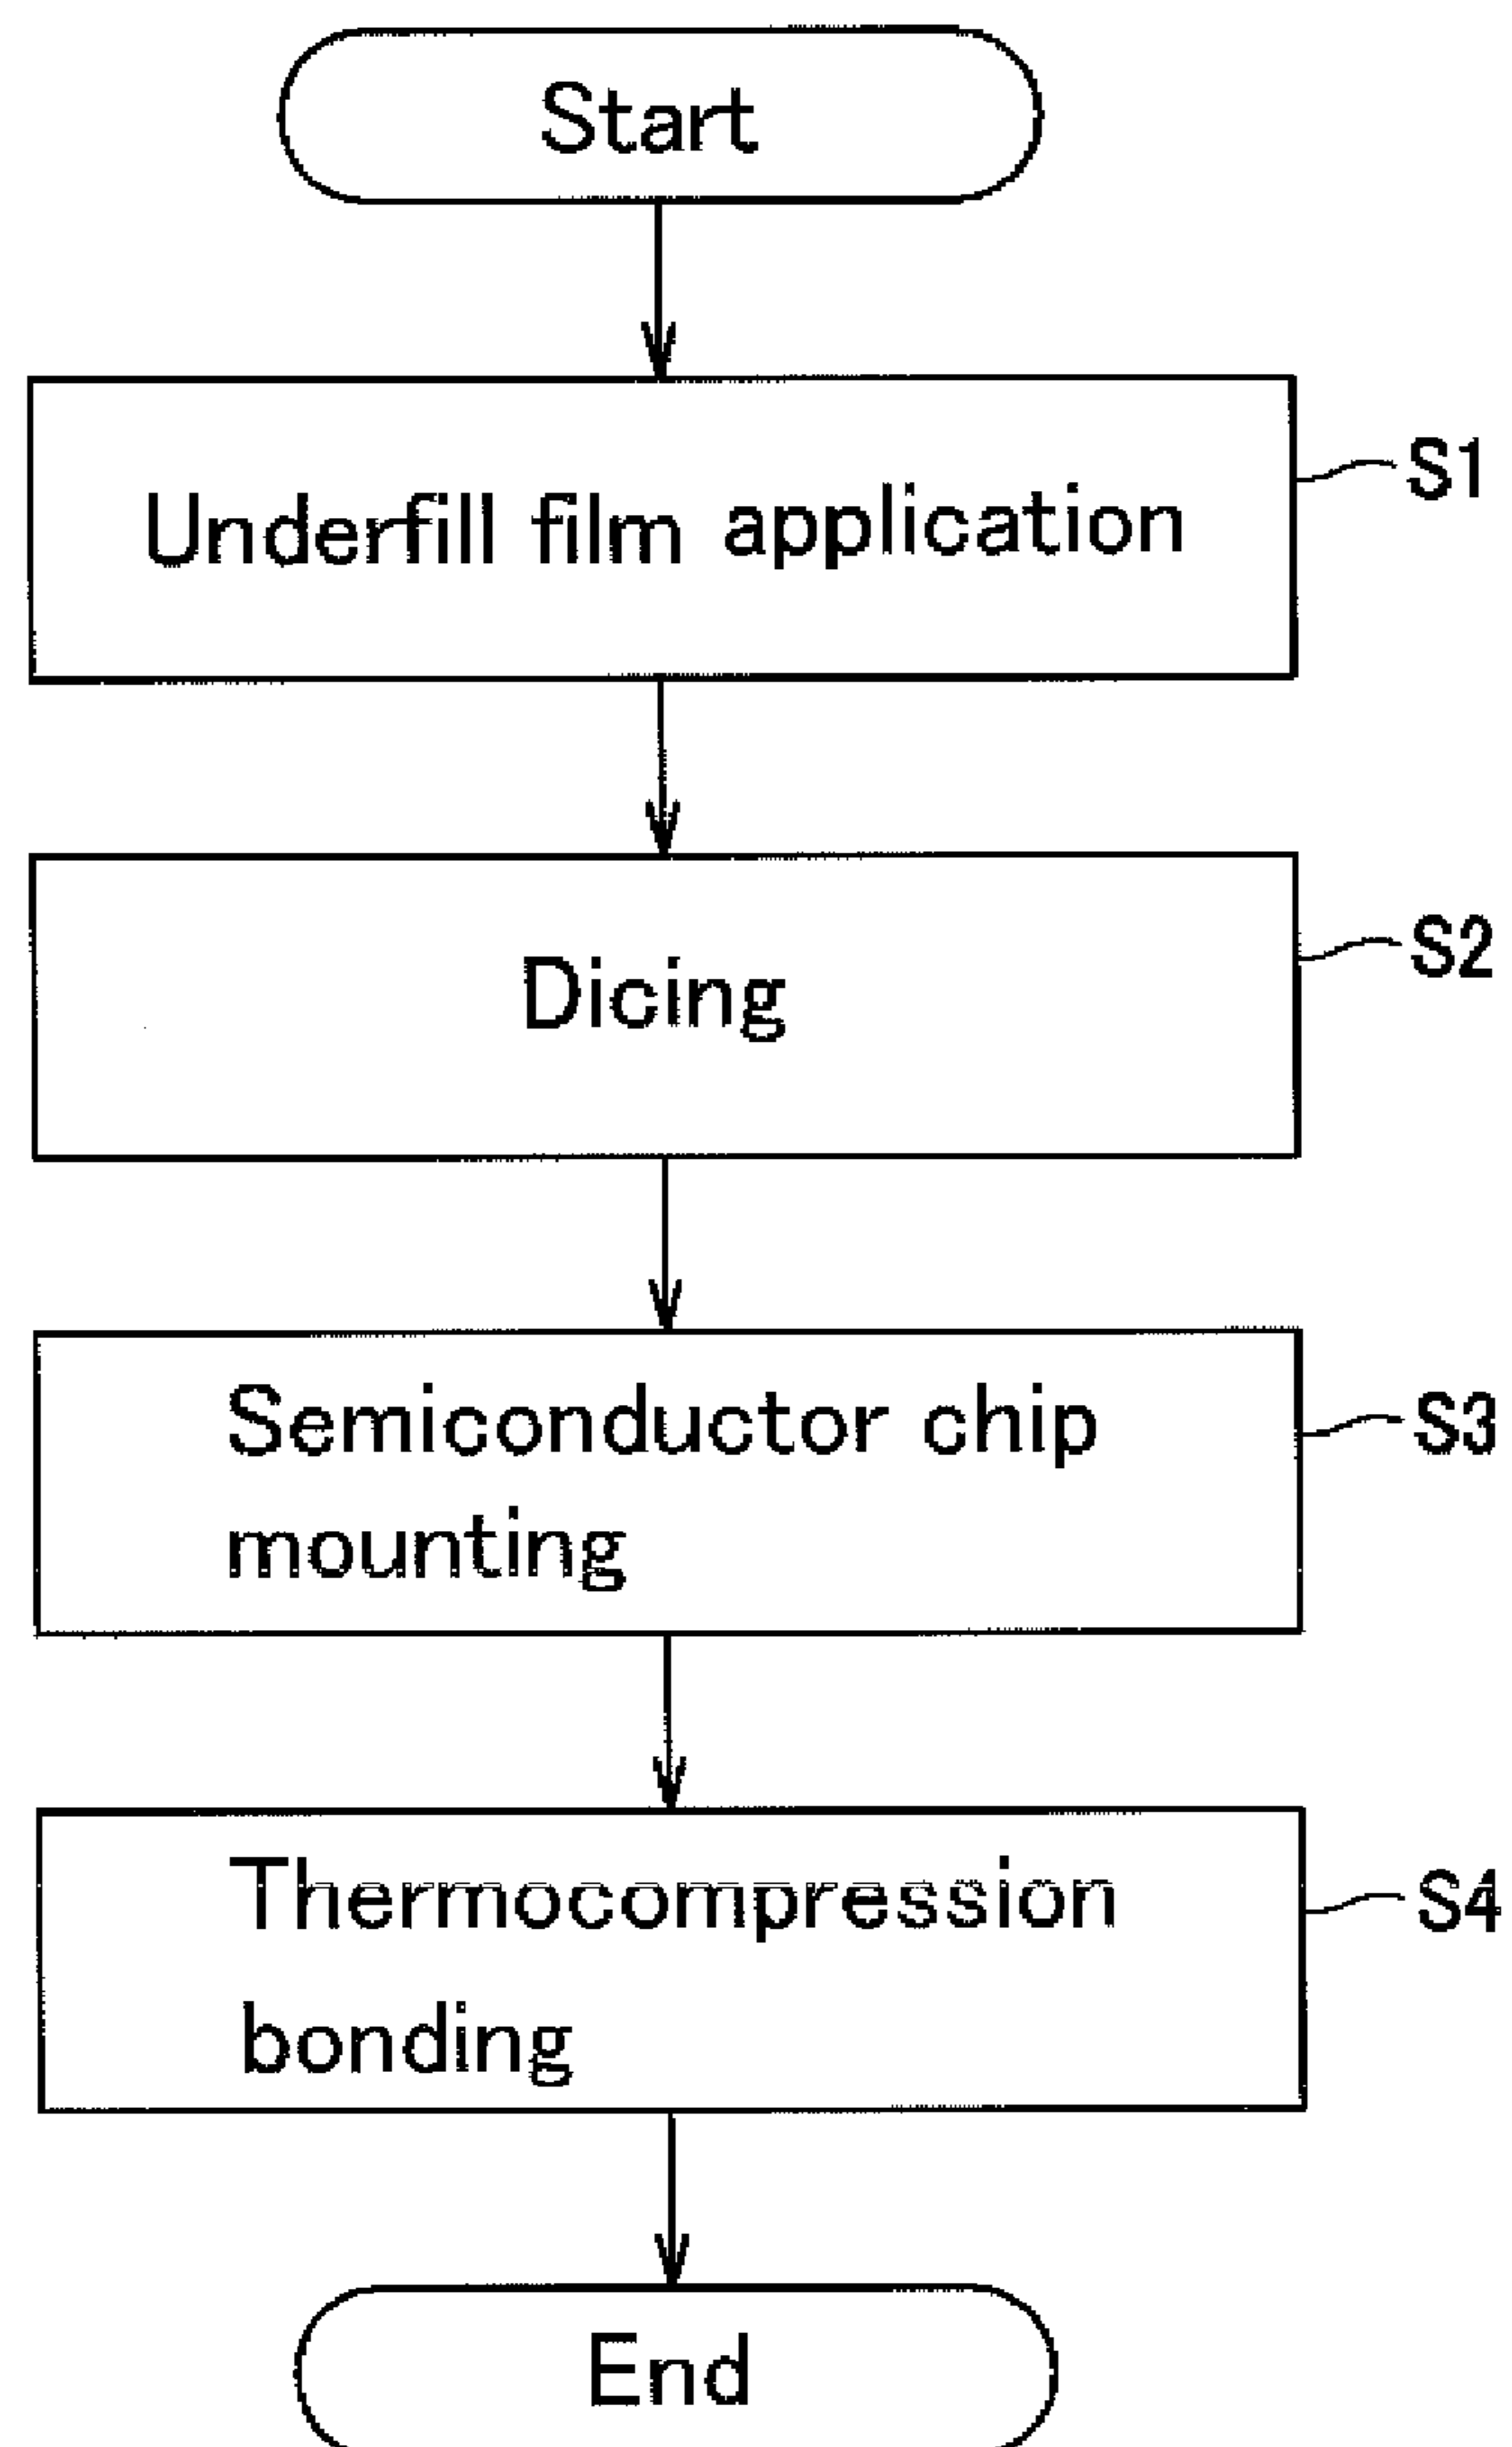 Start
Underfill film application
S1
Dicing
S2
Semiconductor chip
mounting
S3
Thermocompression
bonding
S4
End